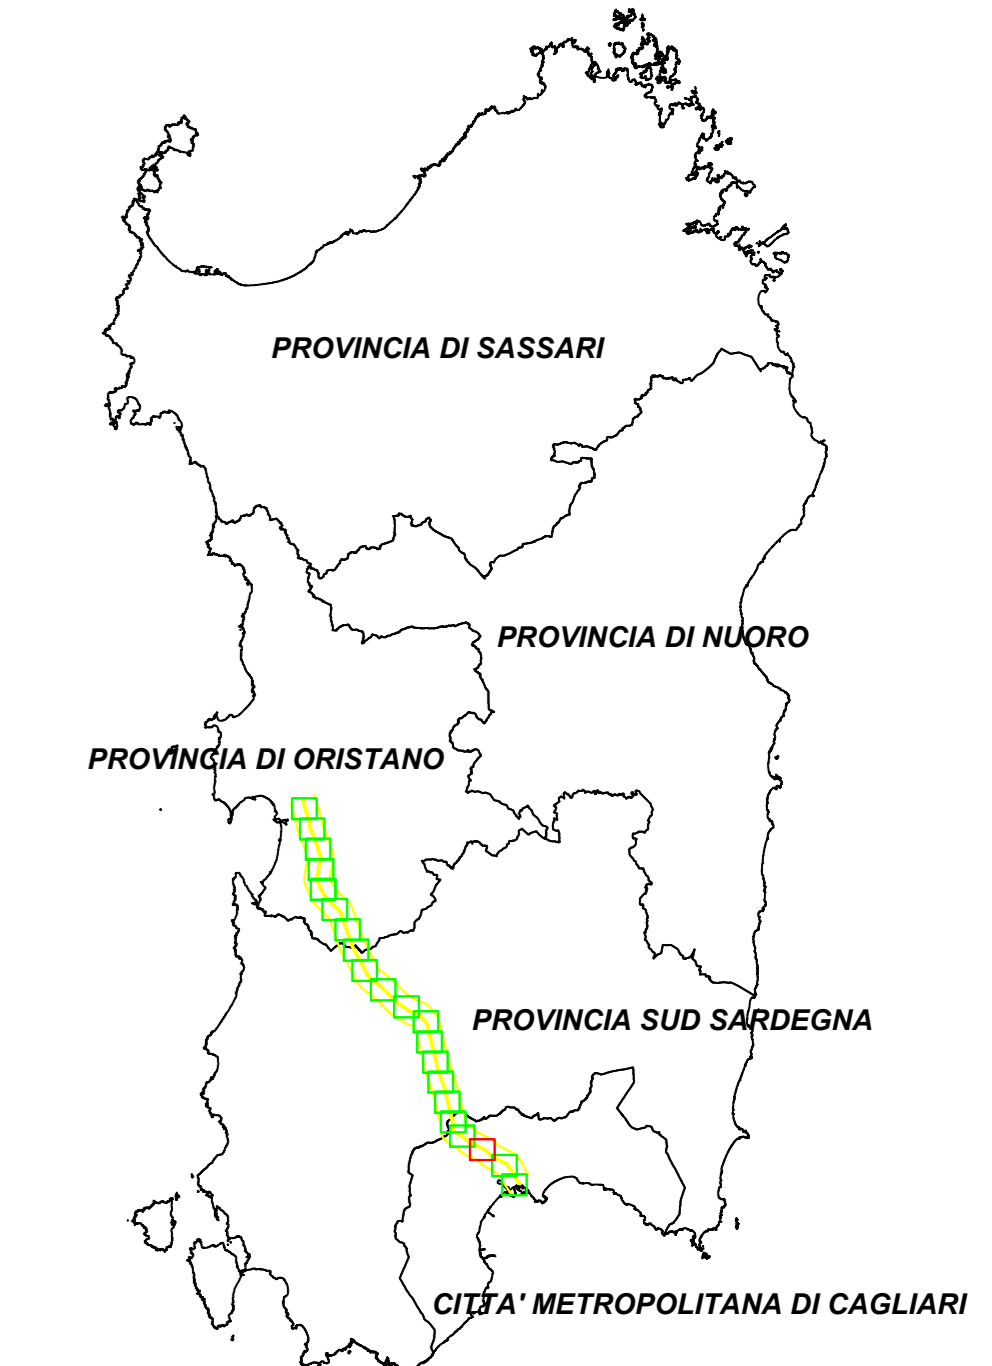 PROVINCIA DI SASSARI
PROVINCIA DI NUORO
PROVINCIA DI ORISTANO
PROVINCIA SUD SARDEGNA
CITTA' METROPOLITANA DI CAGLIARI